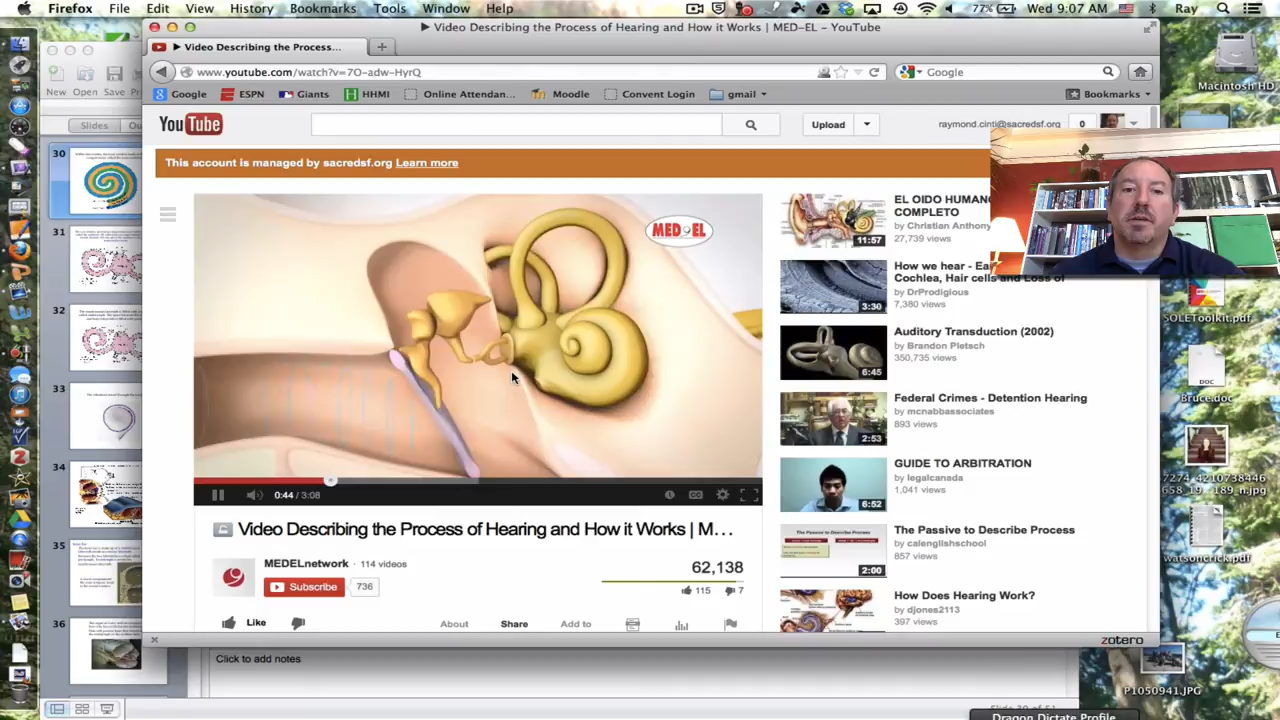 Firefox File Edit View History Bookmarks Tools Window Help 77% Wed 9:07 AM Ray
Video Describing the Process of Hearing and How it Works | MED-EL - YouTube
Video Describing the Process...
www.youtube.com/watch?v=7O-adw-HyrQ
Google
New Open Save
Google ESPN Giants HHMI Online Attendan... Moodle Convent Login gmail Bookmarks
Macintosh HD
YouTube
Upload
raymond.cinti@sacredsf.org 0
Slides
This account is managed by sacredsf.org Learn more
30
31
32
33
34
35
36
MED-EL
0:44 / 3:08
Video Describing the Process of Hearing and How it Works | M...
MEDELnetwork · 114 videos
Subscribe 736
62,138
115 7
Like
About Share Add to
EL OIDO HUMANO
COMPLETO
by Christian Anthony
27,739 views
11:57
How we hear - Ear
Cochlea, Hair cells and Loss of
by DrProdigious
7,380 views
3:30
Auditory Transduction (2002)
by Brandon Pletsch
350,735 views
6:45
Federal Crimes - Detention Hearing
by mcnabbassociates
893 views
2:53
GUIDE TO ARBITRATION
by legalcanada
1,041 views
6:52
The Passive to Describe Process
by calenglishschool
857 views
2:00
How Does Hearing Work?
by djones2113
397 views
zotero
Click to add notes
SOLEToolkit.pdf
DOC
Bruce.doc
7274_4210738446
658_19 - 189_n.jpg
watsoncrick.pdf
P1050941.JPG
Dragon Dictate Profile